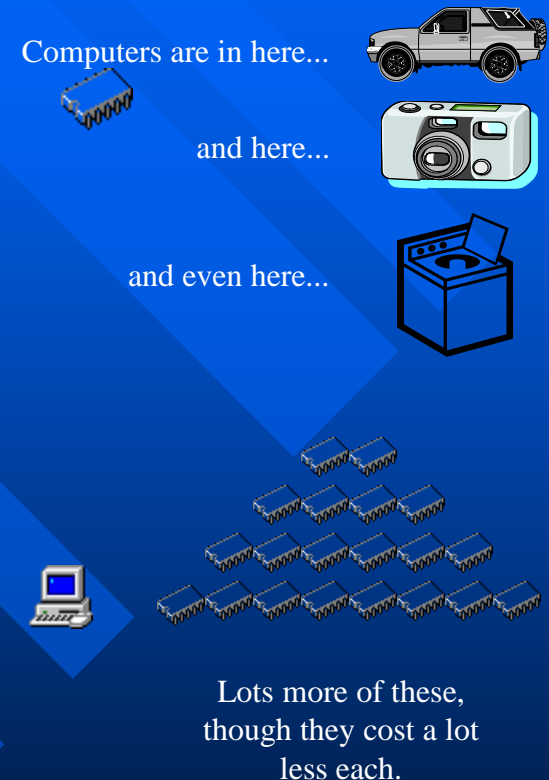 Computers are in here...
and here...
and even here...
Lots more of these,
though they cost a lot
less each.